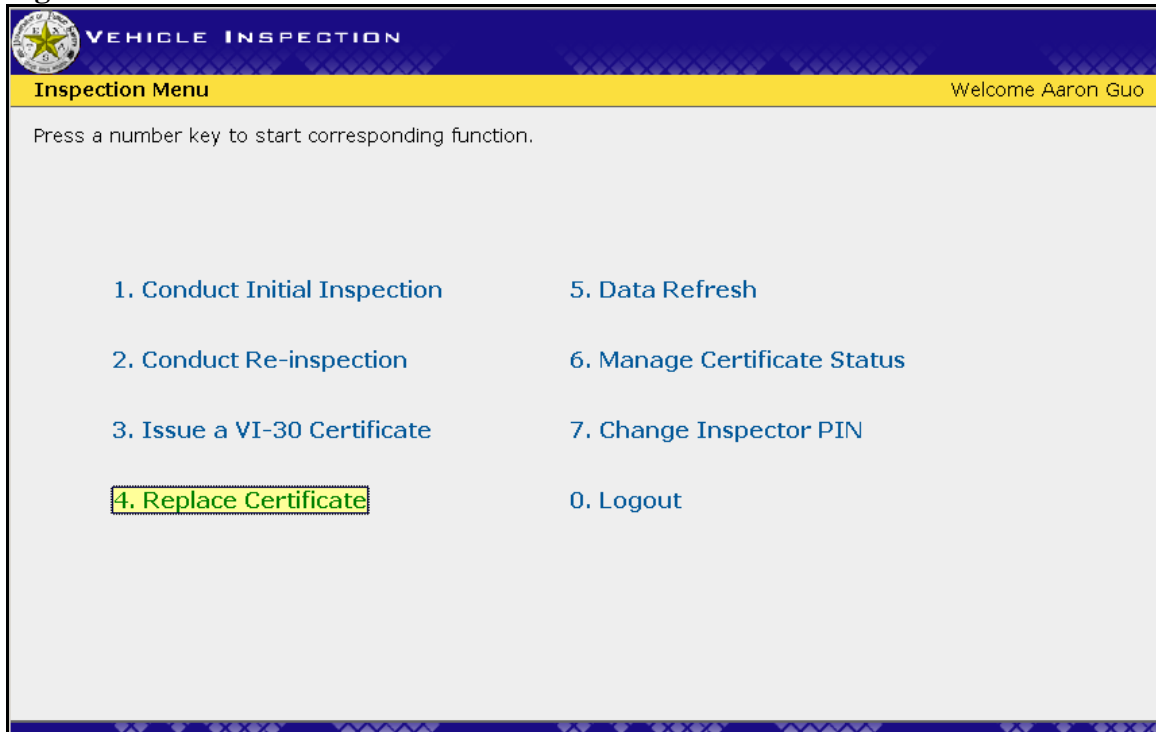 VEHICLE INSPECTION
Inspection Menu Welcome Aaron Guo
Press a number key to start corresponding function.
1. Conduct Initial Inspection
2. Conduct Re-inspection
3. Issue a VI-30 Certificate
4. Replace Certificate
5. Data Refresh
6. Manage Certificate Status
7. Change Inspector PIN
0. Logout